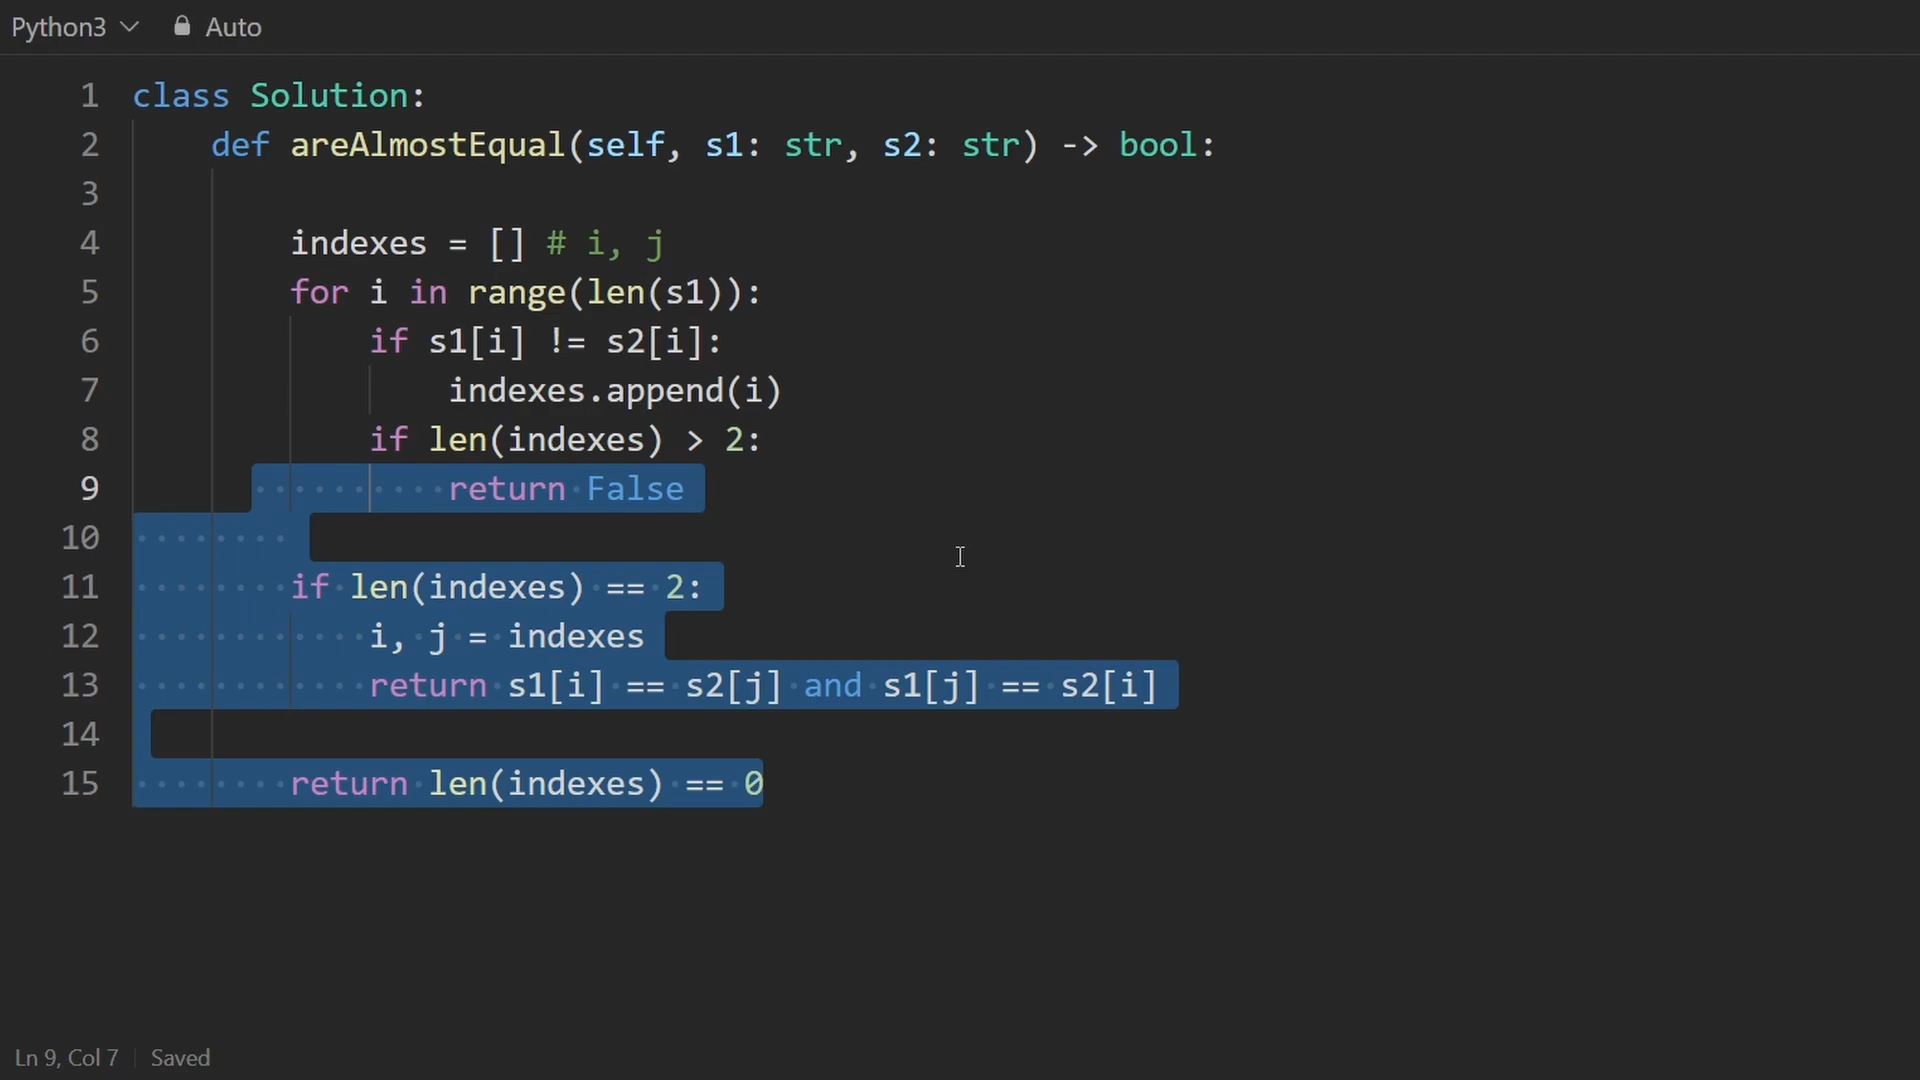 Python3 Auto
1 class Solution:
2 def areAlmostEqual(self, s1: str, s2: str) -> bool:
3
4 indexes = [] # i, j
5 for i in range(len(s1)):
6 if s1[i] != s2[i]:
7 indexes.append(i)
8 if len(indexes) > 2:
9 return False
10
11 if len(indexes) == 2:
12 i, j = indexes
13 return s1[i] == s2[j] and s1[j] == s2[i]
14
15 return len(indexes) == 0
Ln 9, Col 7 Saved